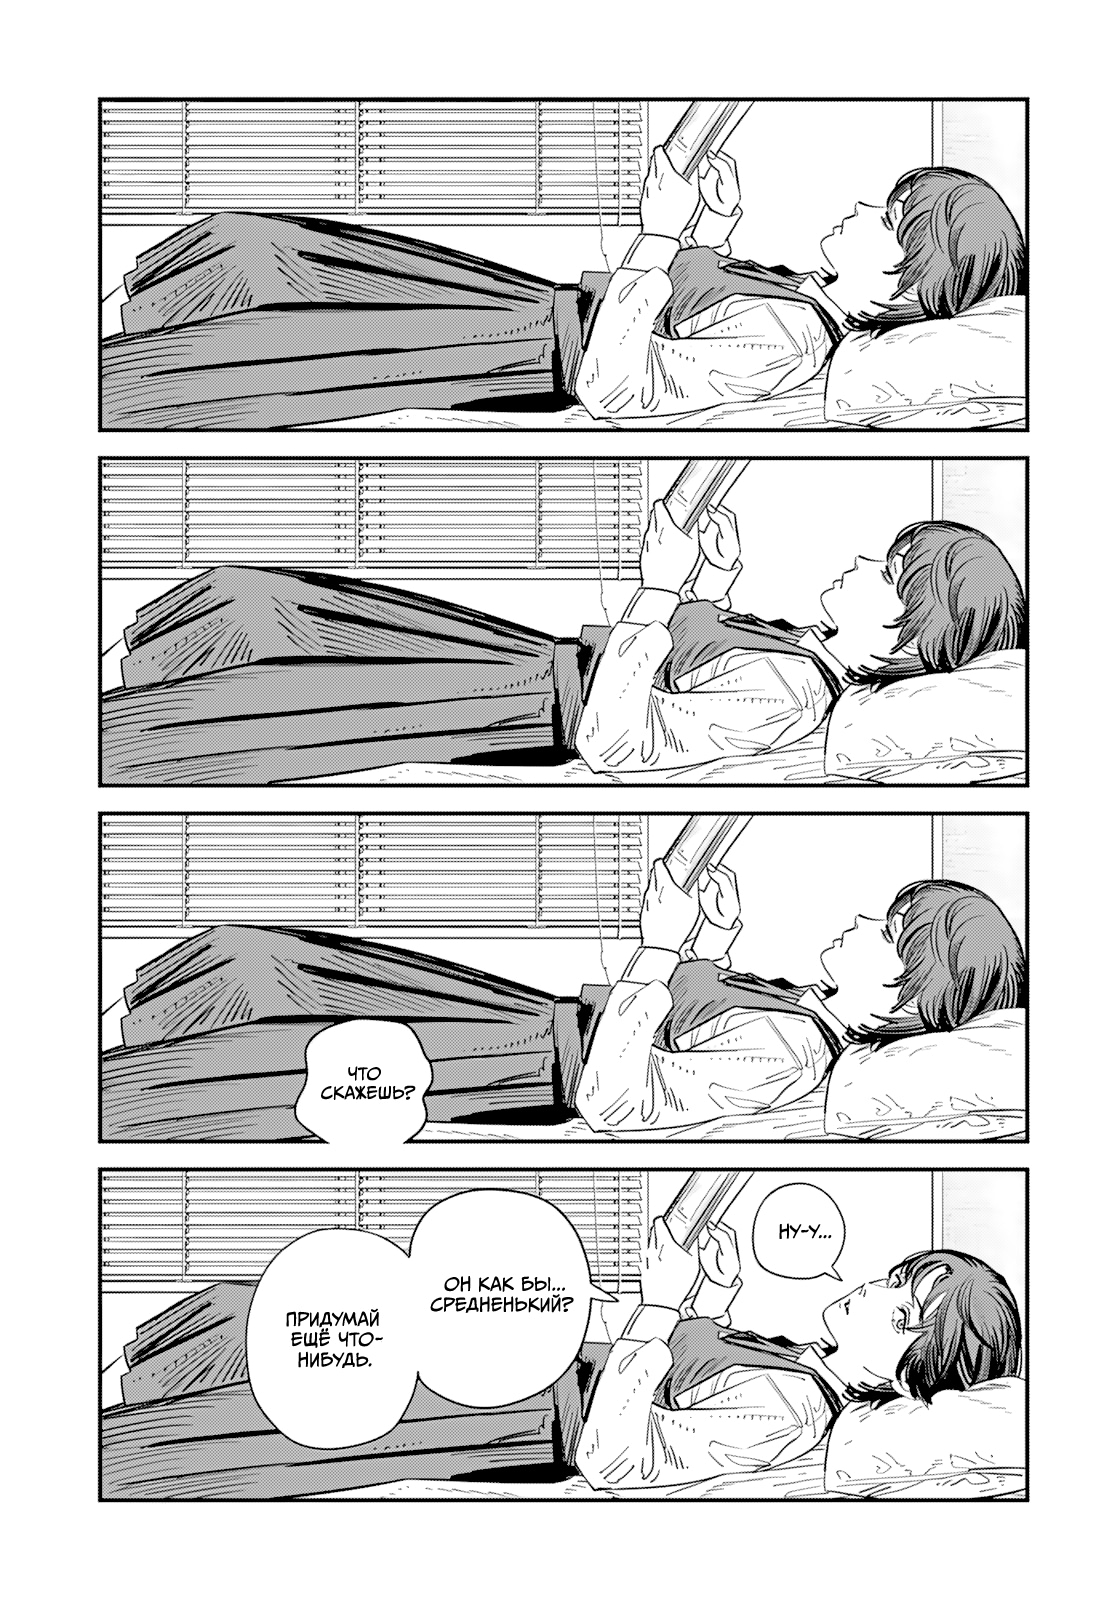 ЧТО
СКАЖЕШЬ?
НУ-У...
ОН КАК БЫ...
СРЕДНЕНЬКИЙ?
ПРИДУМАЙ
ЕЩЁ ЧТО-
НИБУДЬ.